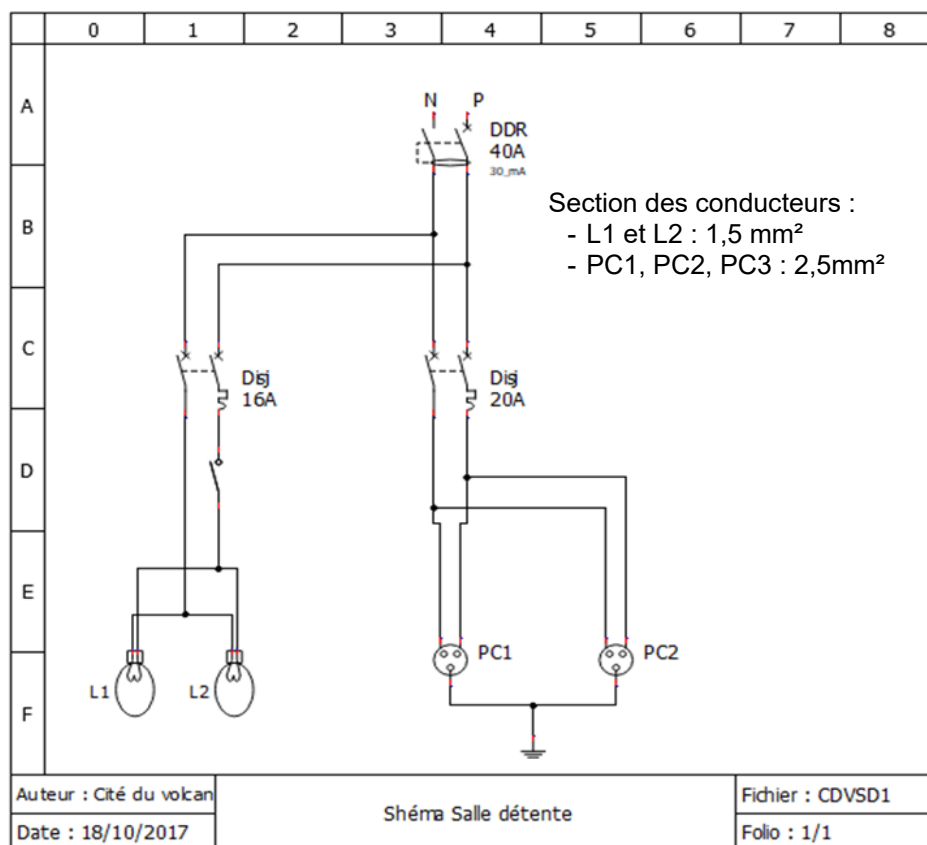 0 1 2 3 4 5 6 7 8
A
B
C
D
E
F
N P
DDR
40A
30_mA
Section des conducteurs :
- L1 et L2 : 1,5 mm²
- PC1, PC2, PC3 : 2,5mm²
Disj
16A
Disj
20A
PC1
PC2
L1
L2
Auteur : Cité du volcan
Date : 18/10/2017
Shéma Salle détente
Fichier : CDVSD1
Folio : 1/1